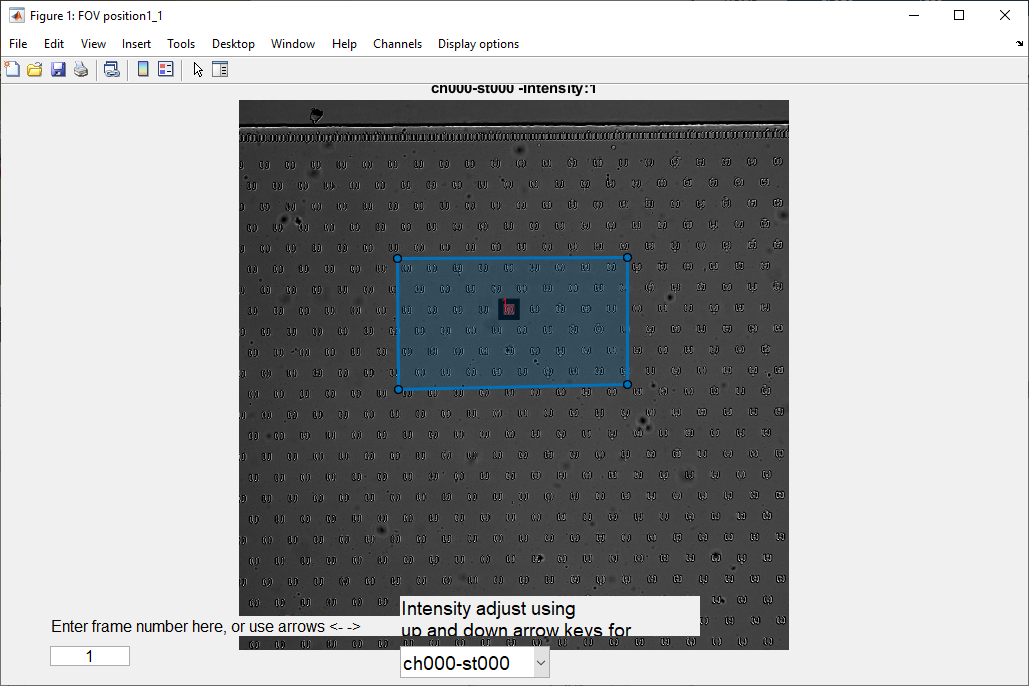 Figure 1: FOV position1_1
File Edit View Insert Tools Desktop Window Help Channels Display options
ch000-st000 -Intensity:1
Intensity adjust using
up and down arrow keys for
Enter frame number here, or use arrows <- ->
1
ch000-st000